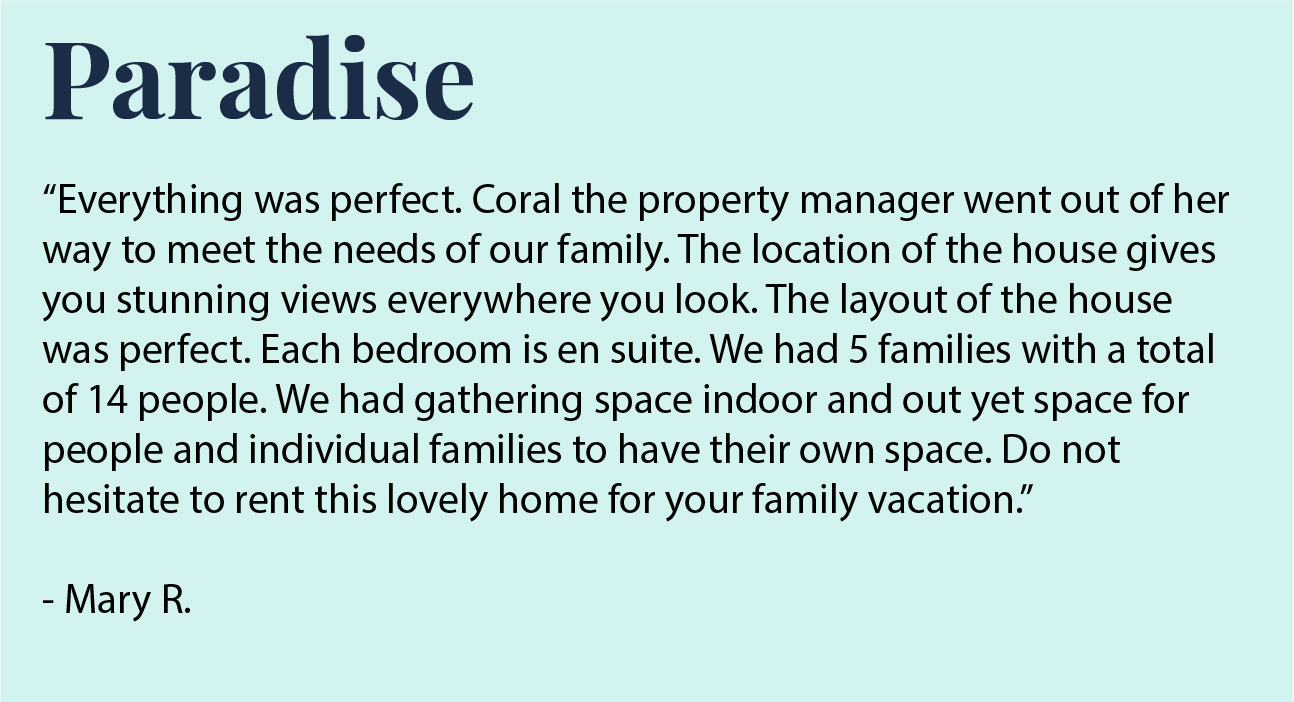 Paradise
“Everything was perfect. Coral the property manager went out of her
way to meet the needs of our family. The location of the house gives
you stunning views everywhere you look. The layout of the house
was perfect. Each bedroom is en suite. We had 5 families with a total
of 14 people. We had gathering space indoor and out yet space for
people and individual families to have their own space. Do not
hesitate to rent this lovely home for your family vacation.”
- Mary R.